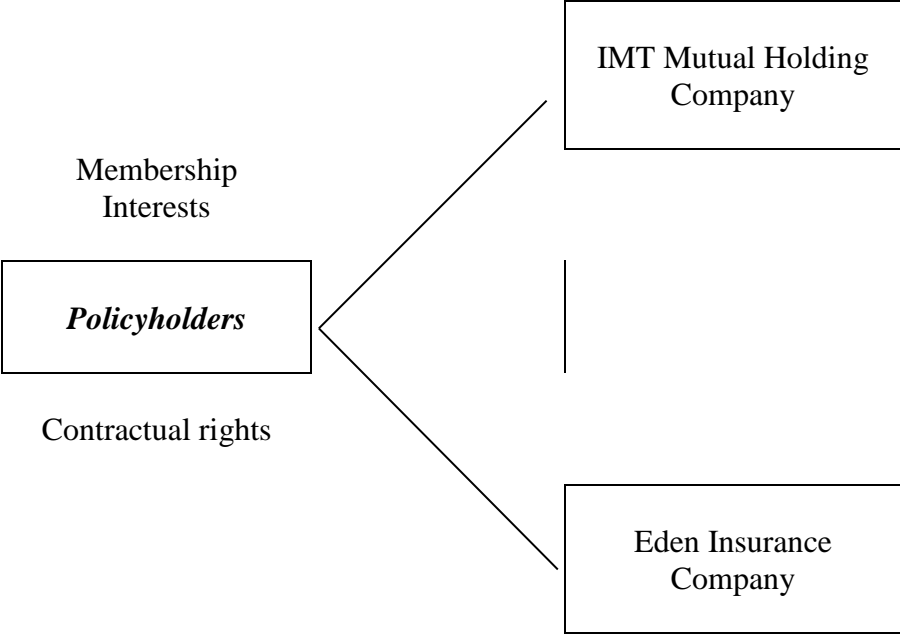 IMT Mutual Holding
Company
Membership
Interests
Policyholders
Contractual rights
Eden Insurance
Company